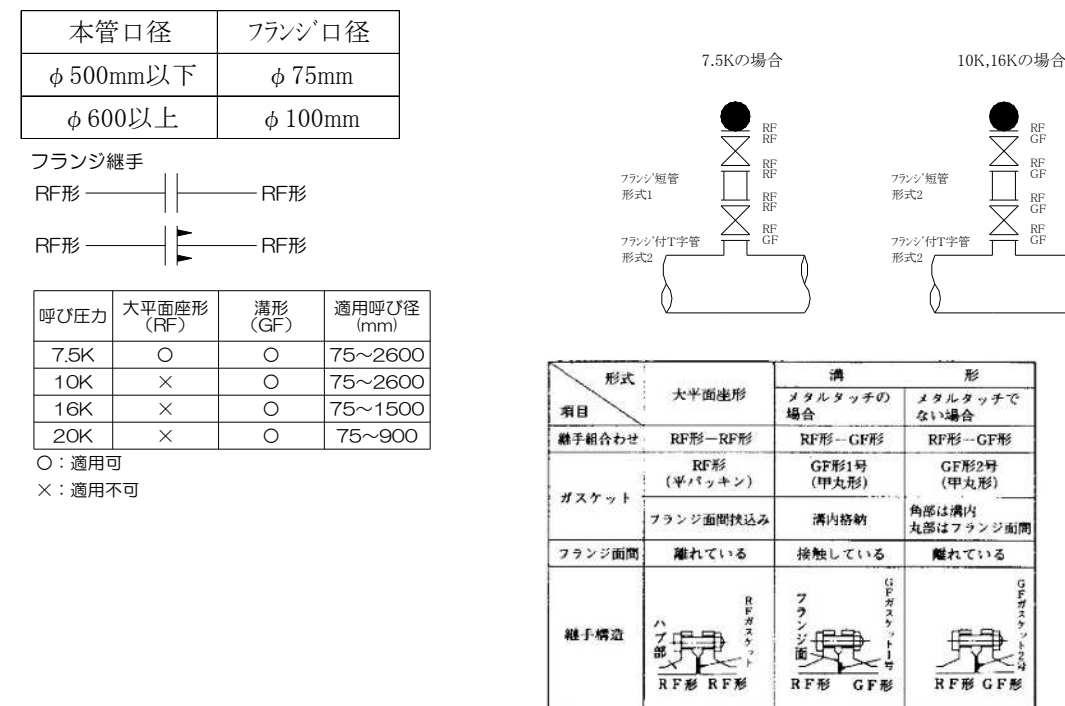 本管口径 フランジ口径
φ500mm以下 φ75mm
φ600以上 φ100mm
フランジ継手
RF形 RF形
RF形 RF形
呼び圧力 大平面座形（RF） 溝形（GF） 適用呼び径(mm)
7.5K ○ ○ 75～2600
10K × ○ 75～2600
16K × ○ 75～1500
20K × ○ 75～900
○：適用可
×：適用不可
7.5Kの場合
RF
GF
RF
RF
フランジ短管
形式1
RF
RF
フランジ付T字管
形式2
RF
GF
10K,16Kの場合
RF
GF
RF
GF
フランジ短管
形式2
RF
GF
フランジ付T字管
形式2
RF
GF
形式
項目
大平面座形
溝形
メタルタッチの場合
メタルタッチでない場合
継手組合わせ RF形－RF形 RF形－GF形 RF形－GF形
ガスケット
RF形（平パッキン） GF形1号（甲丸形） GF形2号（甲丸形）
フランジ面間挟込み 溝内格納 角部は溝内
丸部はフランジ面間
フランジ面間 離れている 接触している 離れている
継手構造
ハブ部
RFガスケット
RF形 RF形
フランジ面
GFガスケット1号
RF形 GF形
GFガスケット2号
RF形 GF形